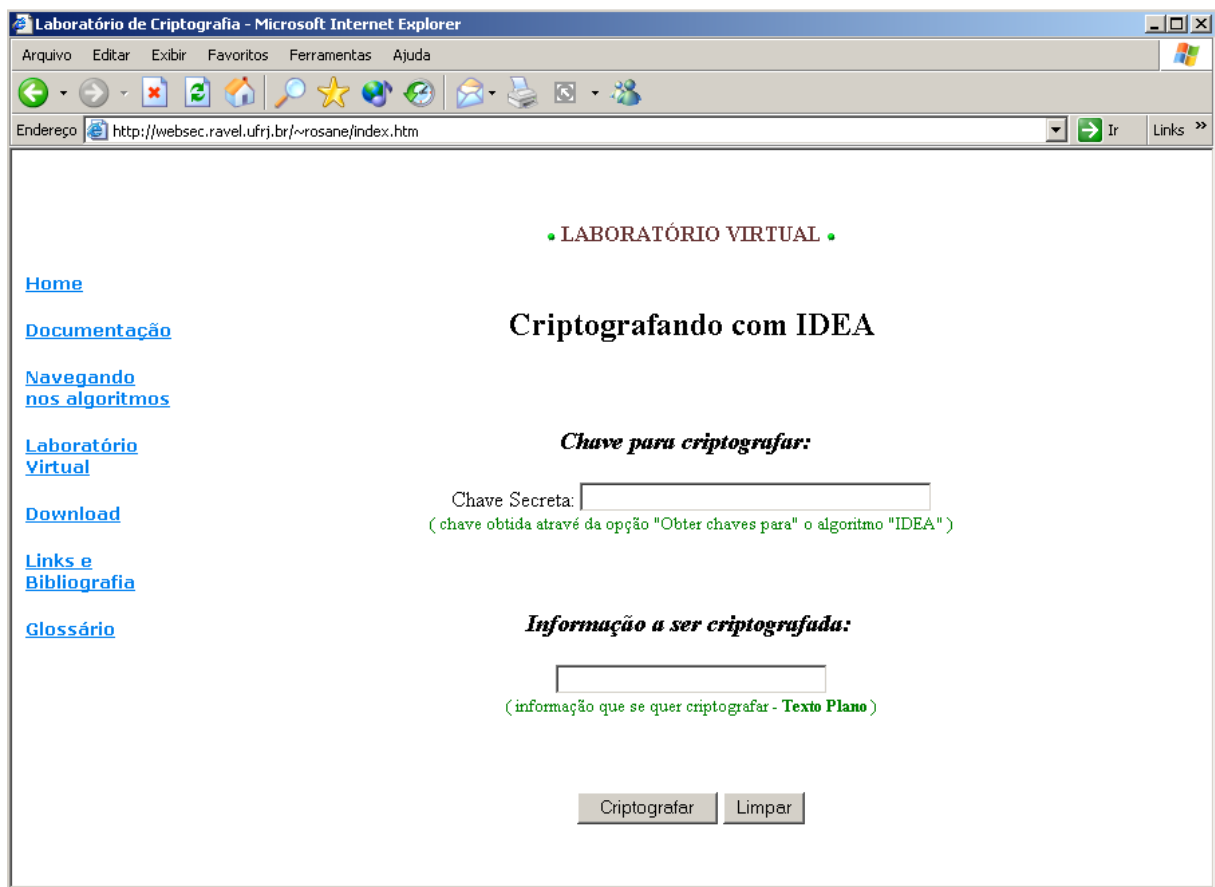 Laboratório de Criptografia - Microsoft Internet Explorer
Arquivo Editar Exibir Favoritos Ferramentas Ajuda
Endereço http://websec.ravel.ufrj.br/~rosane/index.htm Ir Links »
• LABORATÓRIO VIRTUAL •
Home
Documentação
Navegando
nos algoritmos
Laboratório
Virtual
Download
Links e
Bibliografia
Glossário
Criptografando com IDEA
Chave para criptografar:
Chave Secreta:
( chave obtida atravé da opção "Obter chaves para" o algoritmo "IDEA" )
Informação a ser criptografada:
( informação que se quer criptografar - Texto Plano )
Criptografar Limpar